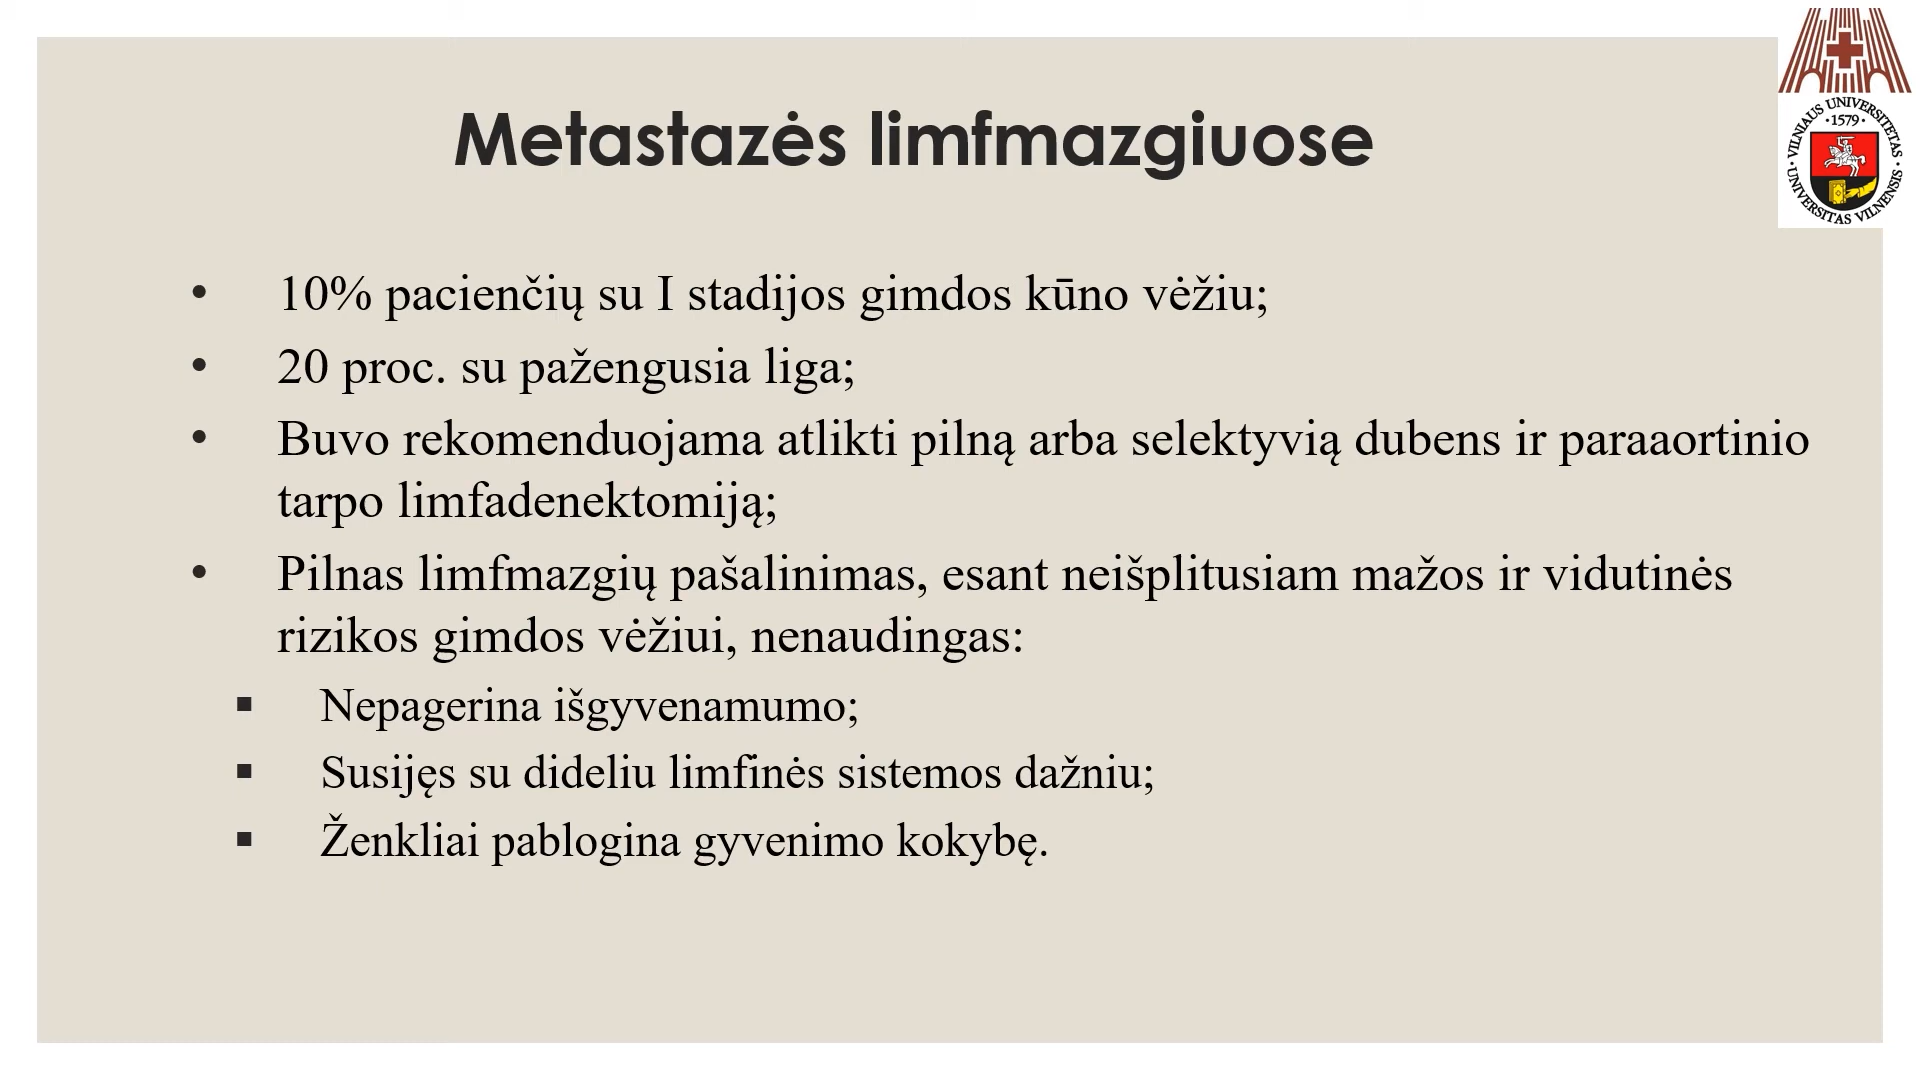 Metastazės limfmazgiuose
VILNIAUS UNIVERSITETAS
·1579·
UNIVERSITAS VILNENSIS
• 10% pacienčių su I stadijos gimdos kūno vėžiu;
• 20 proc. su pažengusia liga;
• Buvo rekomenduojama atlikti pilną arba selektyvią dubens ir paraaortinio
tarpo limfadenektomiją;
• Pilnas limfmazgių pašalinimas, esant neišplitusiam mažos ir vidutinės
rizikos gimdos vėžiui, nenaudingas:
▪ Nepagerina išgyvenamumo;
▪ Susijęs su dideliu limfinės sistemos dažniu;
▪ Ženkliai pablogina gyvenimo kokybę.